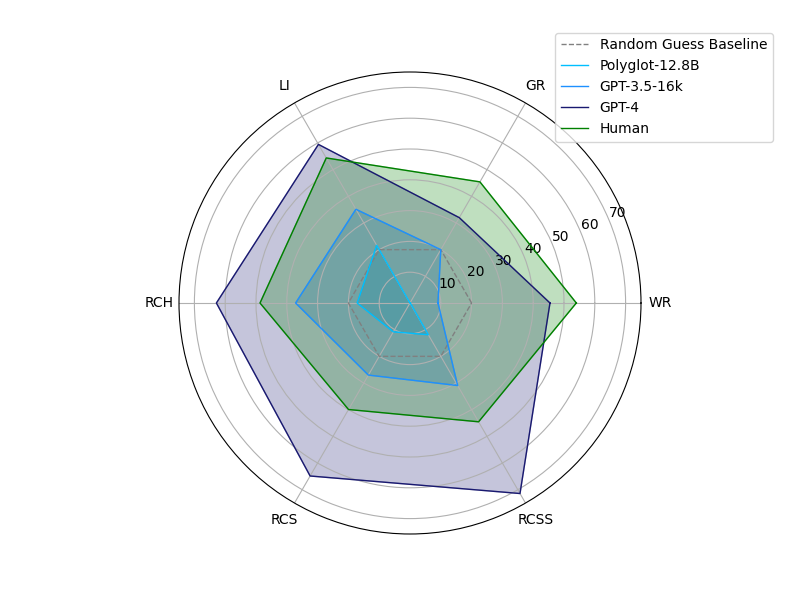 Random Guess Baseline
Polyglot-12.8B
GPT-3.5-16k
GPT-4
Human
LI
GR
70
60
50
40
30
20
10
RCH
WR
RCS
RCSS